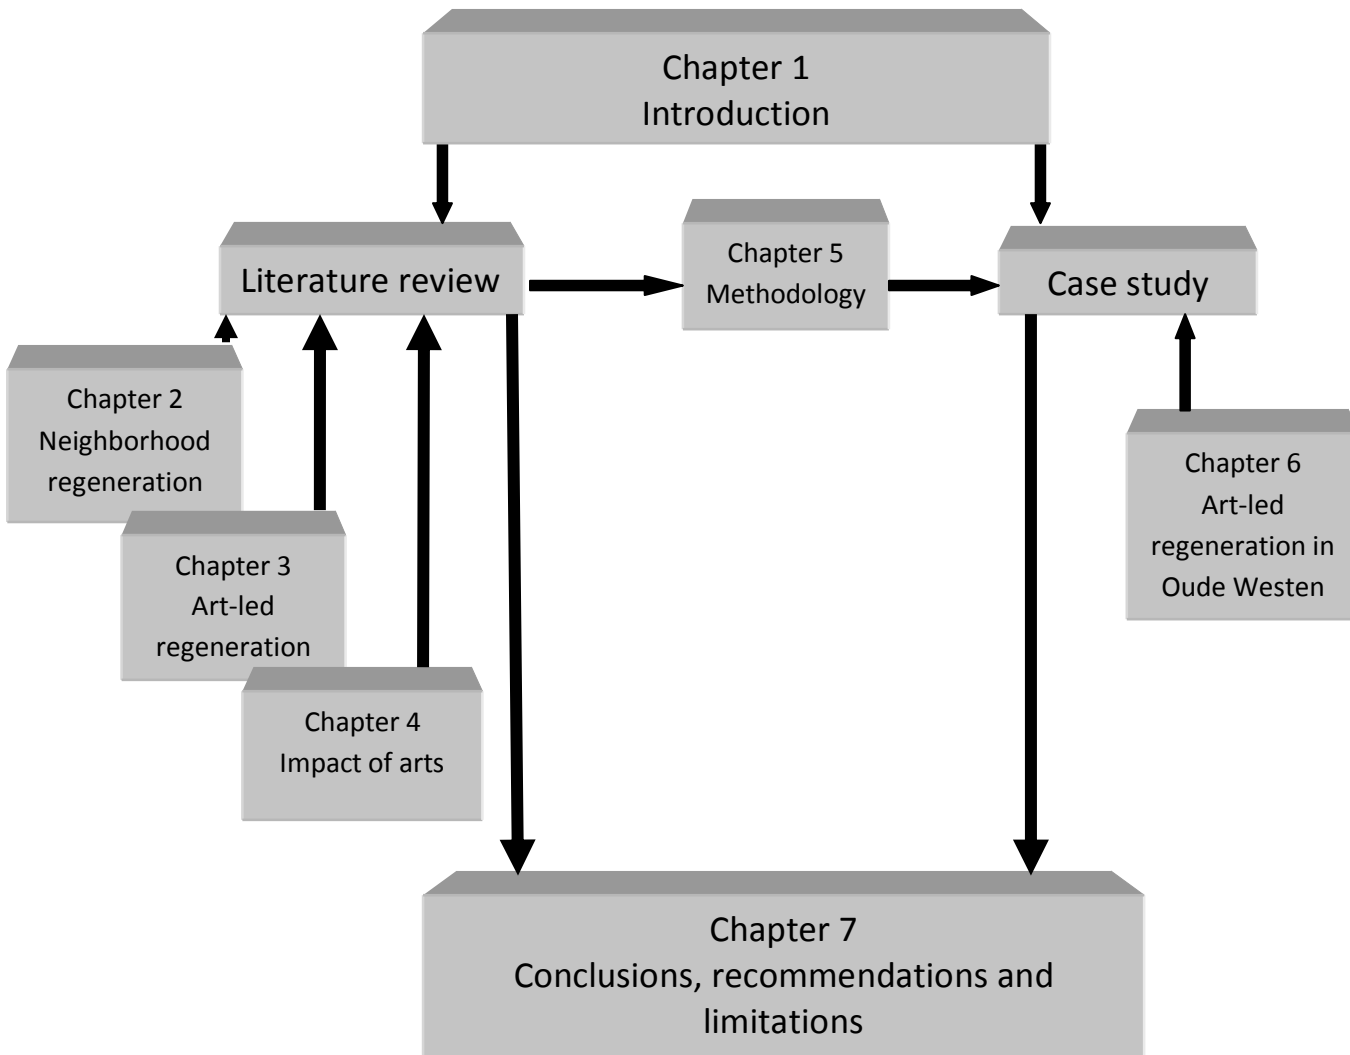 Chapter 1
Introduction
Literature review
Chapter 5
Methodology
Case study
Chapter 2
Neighborhood
regeneration
Chapter 3
Art-led
regeneration
Chapter 4
Impact of arts
Chapter 6
Art-led
regeneration in
Oude Westen
Chapter 7
Conclusions, recommendations and
limitations